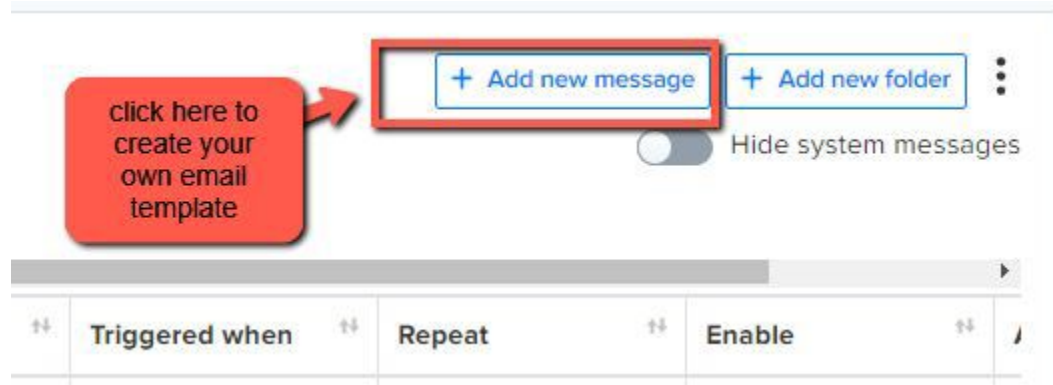 + Add new message + Add new folder
click here to
create your
own email
template
Hide system messages
Triggered when Repeat Enable